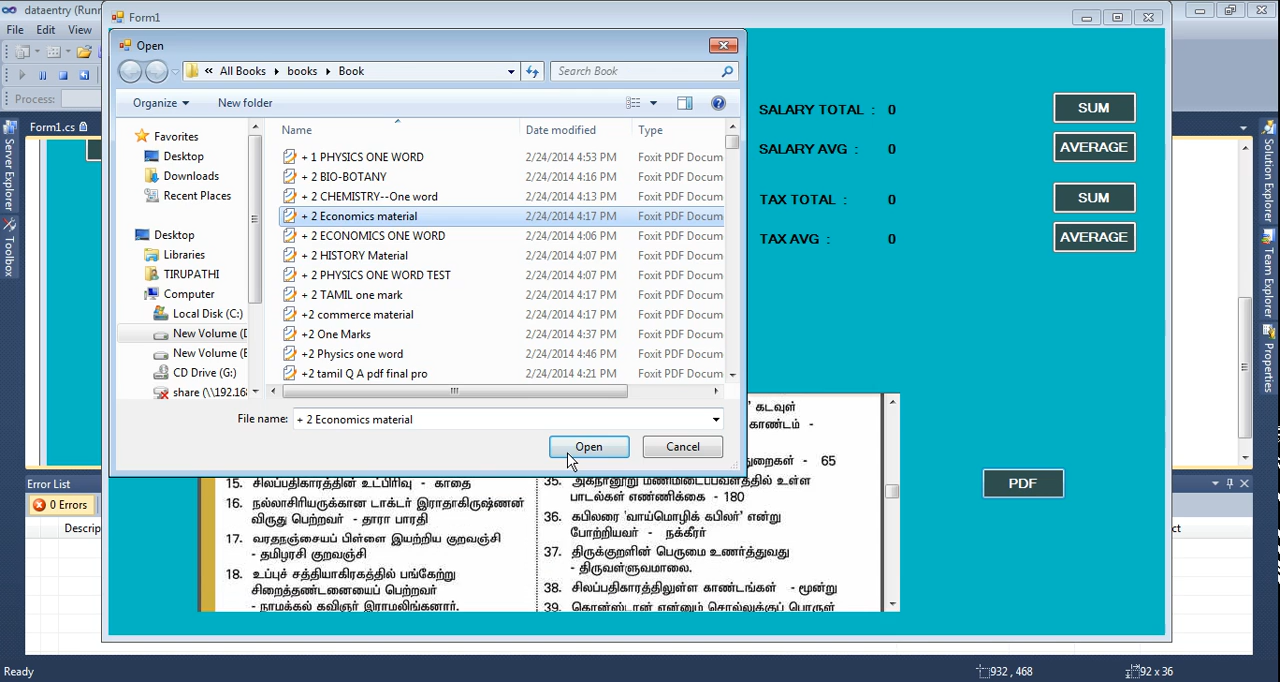 dataentry (Runn
File Edit View
Process:
Form1.cs
Server Explorer
Toolbox
Form1
Open
« All Books ▸ books ▸ Book
Search Book
Organize ▾ New folder
Favorites
Desktop
Downloads
Recent Places
Desktop
Libraries
TIRUPATHI
Computer
Local Disk (C:)
New Volume (D
New Volume (E
CD Drive (G:)
share (\\192.168
Name Date modified Type
+ 1 PHYSICS ONE WORD 2/24/2014 4:53 PM Foxit PDF Docum
+ 2 BIO-BOTANY 2/24/2014 4:16 PM Foxit PDF Docum
+ 2 CHEMISTRY--One word 2/24/2014 4:13 PM Foxit PDF Docum
+ 2 Economics material 2/24/2014 4:17 PM Foxit PDF Docum
+ 2 ECONOMICS ONE WORD 2/24/2014 4:06 PM Foxit PDF Docum
+ 2 HISTORY Material 2/24/2014 4:07 PM Foxit PDF Docum
+ 2 PHYSICS ONE WORD TEST 2/24/2014 4:07 PM Foxit PDF Docum
+ 2 TAMIL one mark 2/24/2014 4:17 PM Foxit PDF Docum
+2 commerce material 2/24/2014 4:17 PM Foxit PDF Docum
+2 One Marks 2/24/2014 4:37 PM Foxit PDF Docum
+2 Physics one word 2/24/2014 4:46 PM Foxit PDF Docum
+2 tamil Q A pdf final pro 2/24/2014 4:21 PM Foxit PDF Docum
File name: + 2 Economics material
Open Cancel
SALARY TOTAL : 0 SUM
SALARY AVG : 0 AVERAGE
TAX TOTAL : 0 SUM
TAX AVG : 0 AVERAGE
PDF
Solution Explorer
Team Explorer
Properties
கடவுள்
காண்டம் -
துறைகள் - 65
15. சிலப்பதிகாரத்தின் உட்பிரிவு - காதை
16. நல்லாசிரியருக்கான டாக்டர் இராதாகிருஷ்ணன்
விருது பெற்றவர் - தாரா பாரதி
17. வரதநஞ்சையப் பிள்ளை இயற்றிய குறவஞ்சி
- தமிழரசி குறவஞ்சி
18. உப்புச் சத்தியாகிரகத்தில் பங்கேற்று
சிறைத்தண்டனையைப் பெற்றவர்
- நாமக்கல் கவிஞர் இராமலிங்கனார்.
35. அகநானூறு மணிமிடைப்பவளத்தில் உள்ள
பாடல்கள் எண்ணிக்கை - 180
36. கபிலரை 'வாய்மொழிக் கபிலர்' என்று
போற்றியவர் - நக்கீரர்
37. திருக்குறளின் பெருமை உணர்த்துவது
- திருவள்ளுவமாலை.
38. சிலப்பதிகாரத்திலுள்ள காண்டங்கள் - மூன்று
39. கொன்ஸ்டான் என்னும் சொல்லுக்குப் பொருள்
Error List
0 Errors
Descrip
ct
Ready
932 , 468
92 x 36